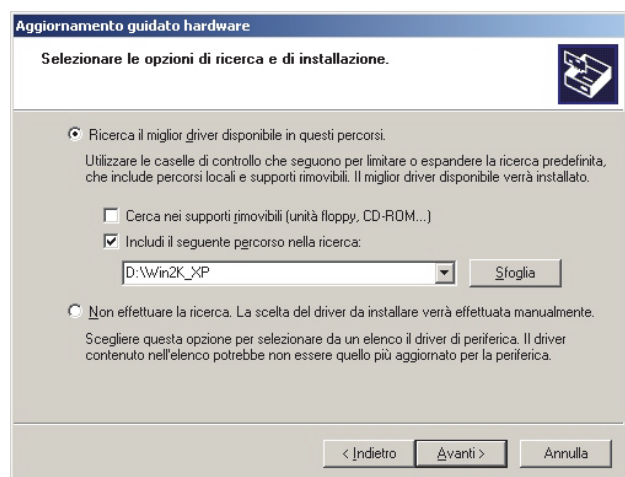 Aggiornamento guidato hardware
Selezionare le opzioni di ricerca e di installazione.
Ricerca il miglior driver disponibile in questi percorsi.
Utilizzare le caselle di controllo che seguono per limitare o espandere la ricerca predefinita,
che include percorsi locali e supporti rimovibili. Il miglior driver disponibile verrà installato.
Cerca nei supporti rimovibili (unità floppy, CD-ROM...)
Includi il seguente percorso nella ricerca:
D:\Win2K_XP
Sfoglia
Non effettuare la ricerca. La scelta del driver da installare verrà effettuata manualmente.
Scegliere questa opzione per selezionare da un elenco il driver di periferica. Il driver
contenuto nell'elenco potrebbe non essere quello più aggiornato per la periferica.
< Indietro Avanti > Annulla